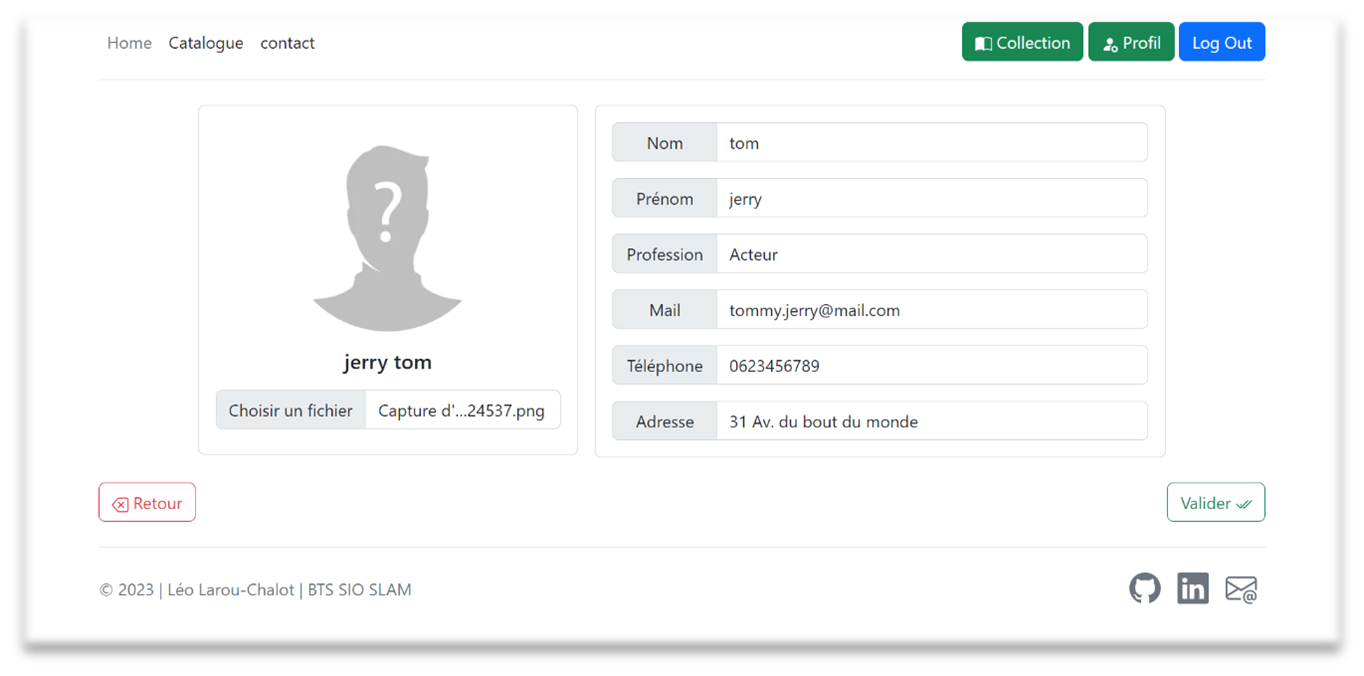 Home Catalogue contact Collection Profil Log Out
?
jerry tom
Choisir un fichier Capture d'...24537.png
Nom tom
Prénom jerry
Profession Acteur
Mail tommy.jerry@mail.com
Téléphone 0623456789
Adresse 31 Av. du bout du monde
Retour Valider
© 2023 | Léo Larou-Chalot | BTS SIO SLAM
in @